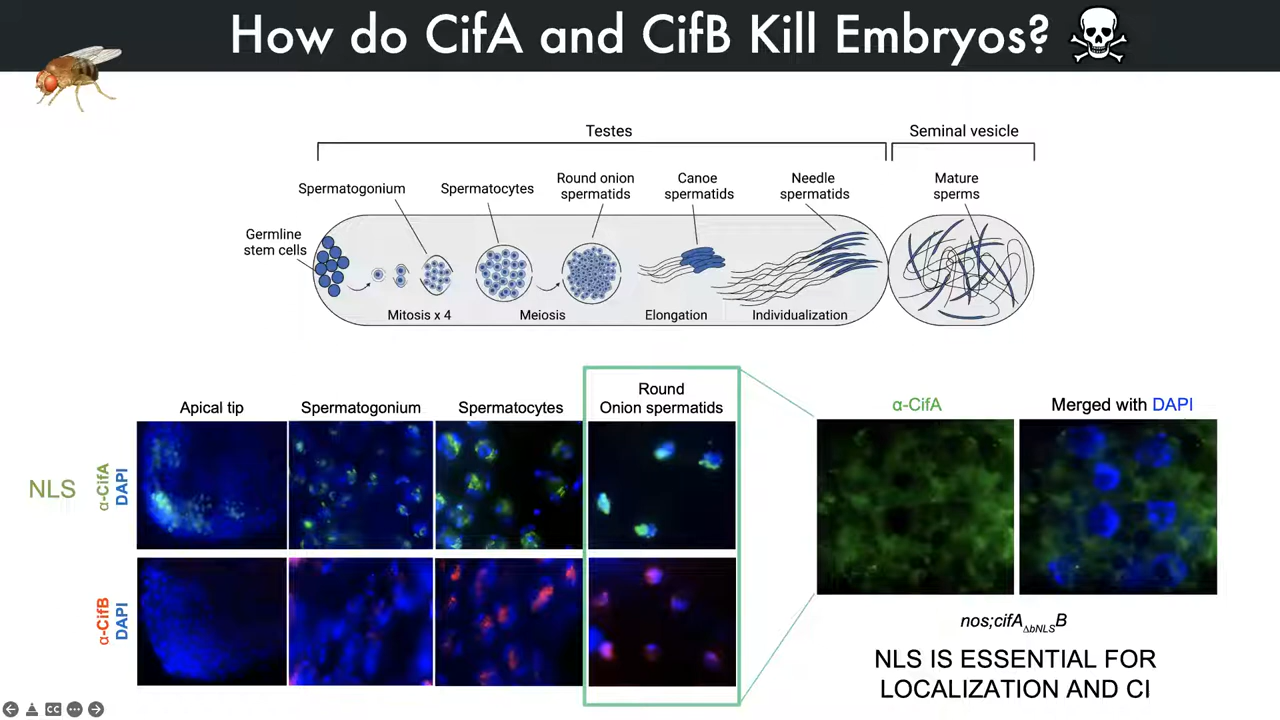 How do CifA and CifB Kill Embryos?
Testes
Seminal vesicle
Spermatogonium
Spermatocytes
Round onion
spermatids
Canoe
spermatids
Needle
spermatids
Mature
sperms
Germline
stem cells
Mitosis x 4
Meiosis
Elongation
Individualization
Apical tip
Spermatogonium
Spermatocytes
Round
Onion spermatids
NLS
α-CifA
DAPI
α-CifB
DAPI
α-CifA
Merged with DAPI
nos;cifAΔbNLSB
NLS IS ESSENTIAL FOR
LOCALIZATION AND CI
CC